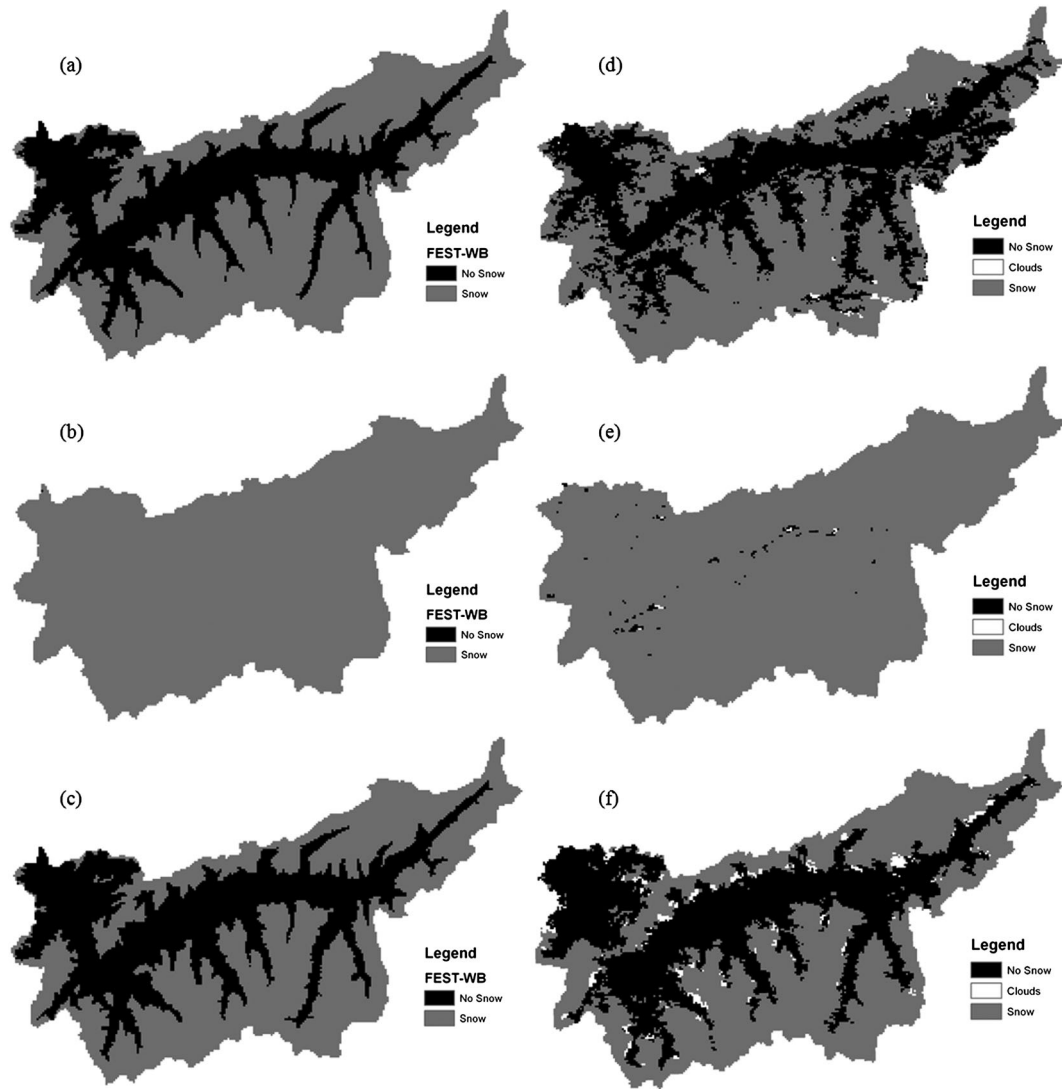 (a)
Legend
FEST-WB
No Snow
Snow
(d)
Legend
No Snow
Clouds
Snow
(b)
Legend
FEST-WB
No Snow
Snow
(e)
Legend
No Snow
Clouds
Snow
(c)
Legend
FEST-WB
No Snow
Snow
(f)
Legend
No Snow
Clouds
Snow